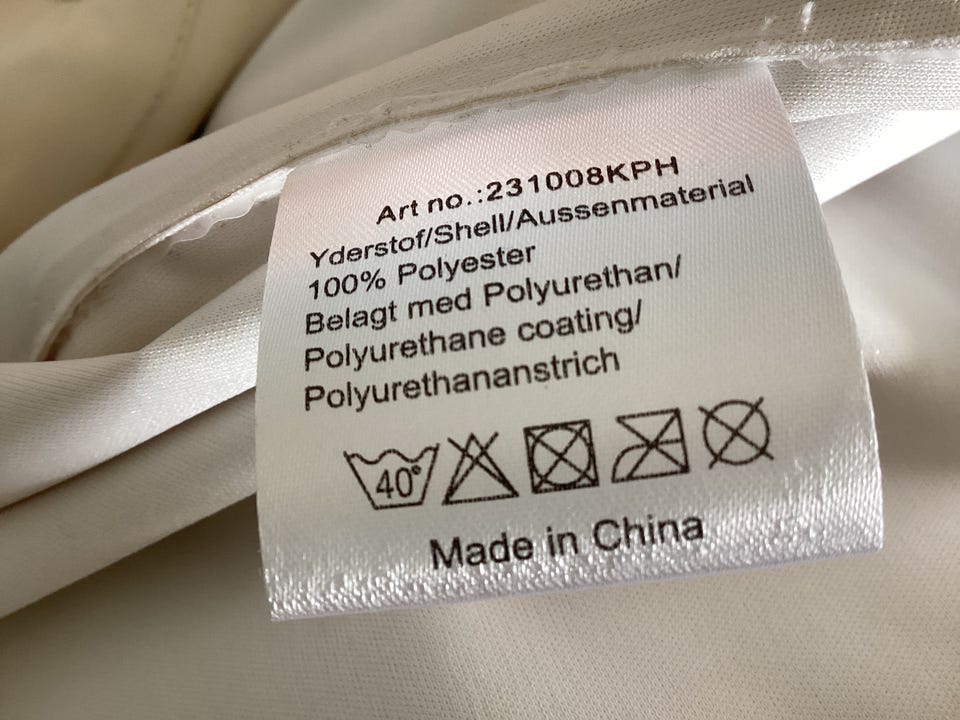 Art no.:231008KPH
Yderstof/Shell/Aussenmaterial
100% Polyester
Belagt med Polyurethan/
Polyurethane coating/
Polyurethananstrich
40°
Made in China